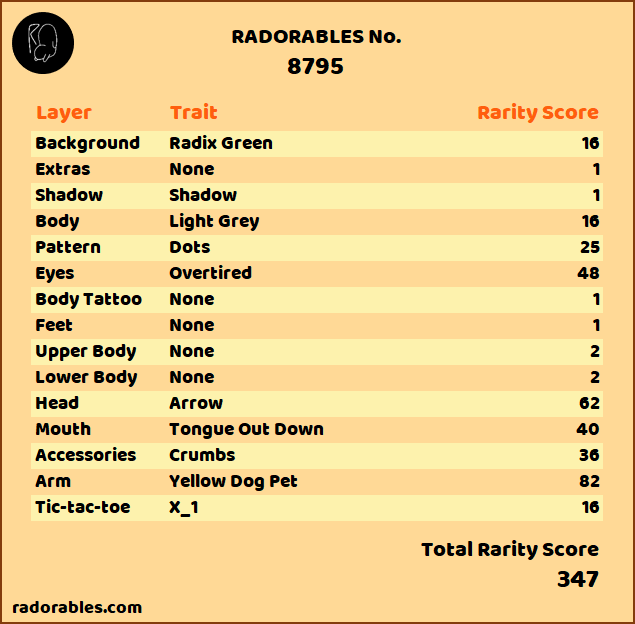 RADORABLES No.
8795
Layer Trait Rarity Score
Background Radix Green 16
Extras None 1
Shadow Shadow 1
Body Light Grey 16
Pattern Dots 25
Eyes Overtired 48
Body Tattoo None 1
Feet None 1
Upper Body None 2
Lower Body None 2
Head Arrow 62
Mouth Tongue Out Down 40
Accessories Crumbs 36
Arm Yellow Dog Pet 82
Tic-tac-toe X_1 16
Total Rarity Score
347
radorables.com